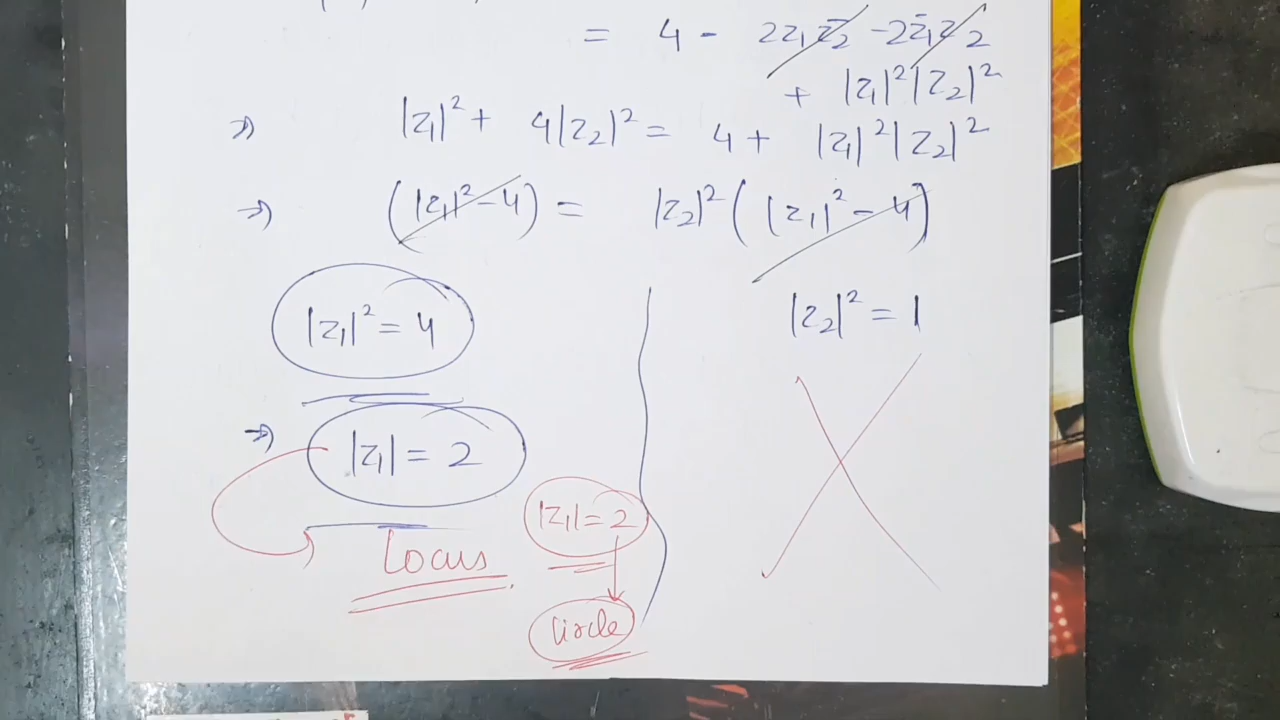 = 4 - 2z₁z̄₂ - 2z̄₁z₂
+ |z₁|²|z₂|²
⇒ |z₁|² + 4|z₂|² = 4 + |z₁|²|z₂|²
⇒ (|z₁|² - 4) = |z₂|² (|z₁|² - 4)
|z₁|² = 4
|z₂|² = 1
⇒ |z₁| = 2
|z₁| = 2
Locus
Circle